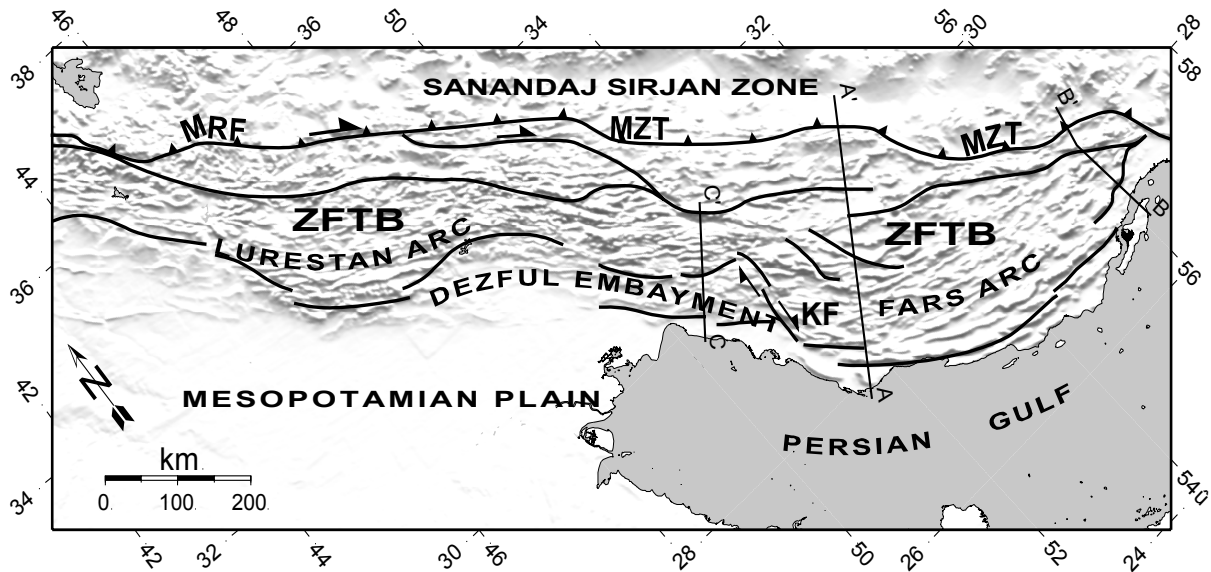 46
48
36
50
34
32
56
30
28
38
58
SANANDAJ SIRJAN ZONE
A'
B'
MRF
MZT
MZT
44
C'
B
ZFTB
ZFTB
LURESTAN ARC
36
DEZFUL EMBAYMENT
FARS ARC
56
KF
C
N
42
MESOPOTAMIAN PLAIN
A
GULF
PERSIAN
km
0. 100. 200.
34
540
42
32
44
30
46
28
50
26
52
24